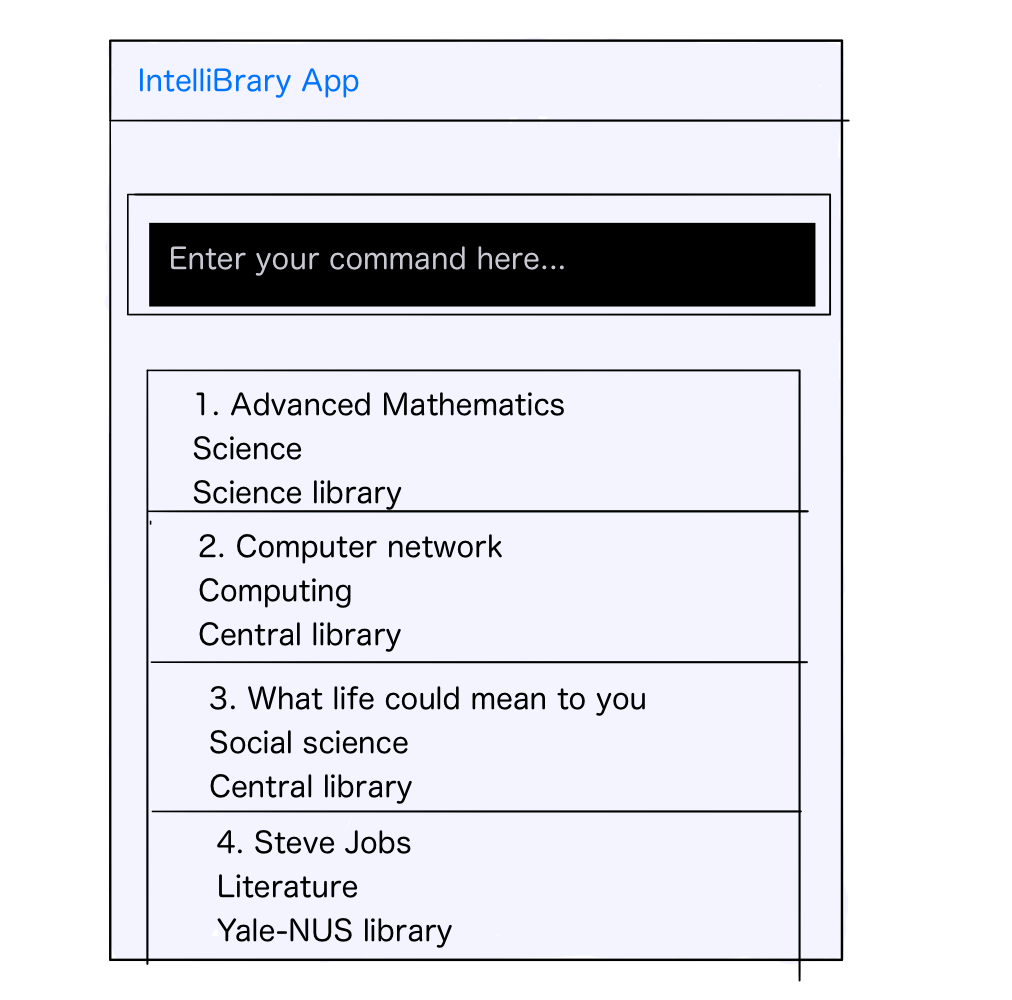 IntelliBrary App
Enter your command here...
1. Advanced Mathematics
Science
Science library
2. Computer network
Computing
Central library
3. What life could mean to you
Social science
Central library
4. Steve Jobs
Literature
Yale-NUS library